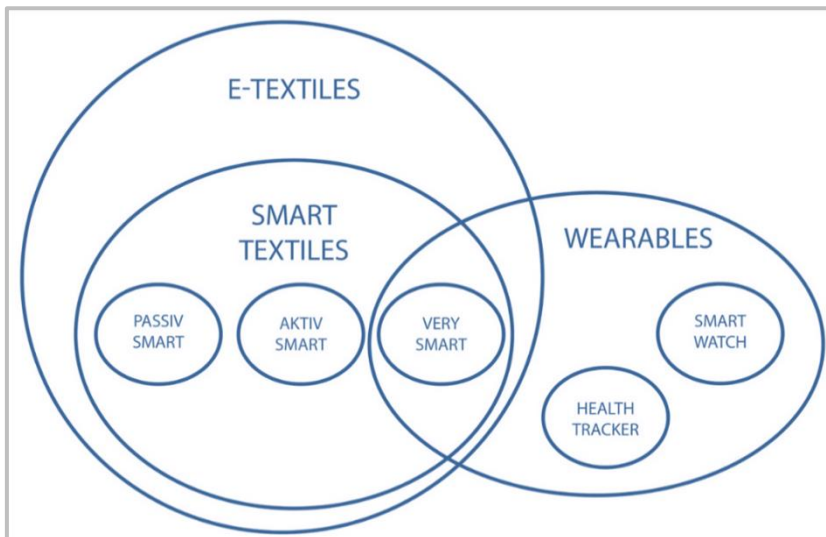 E-TEXTILES
SMART
TEXTILES
WEARABLES
PASSIV
SMART
AKTIV
SMART
VERY
SMART
SMART
WATCH
HEALTH
TRACKER